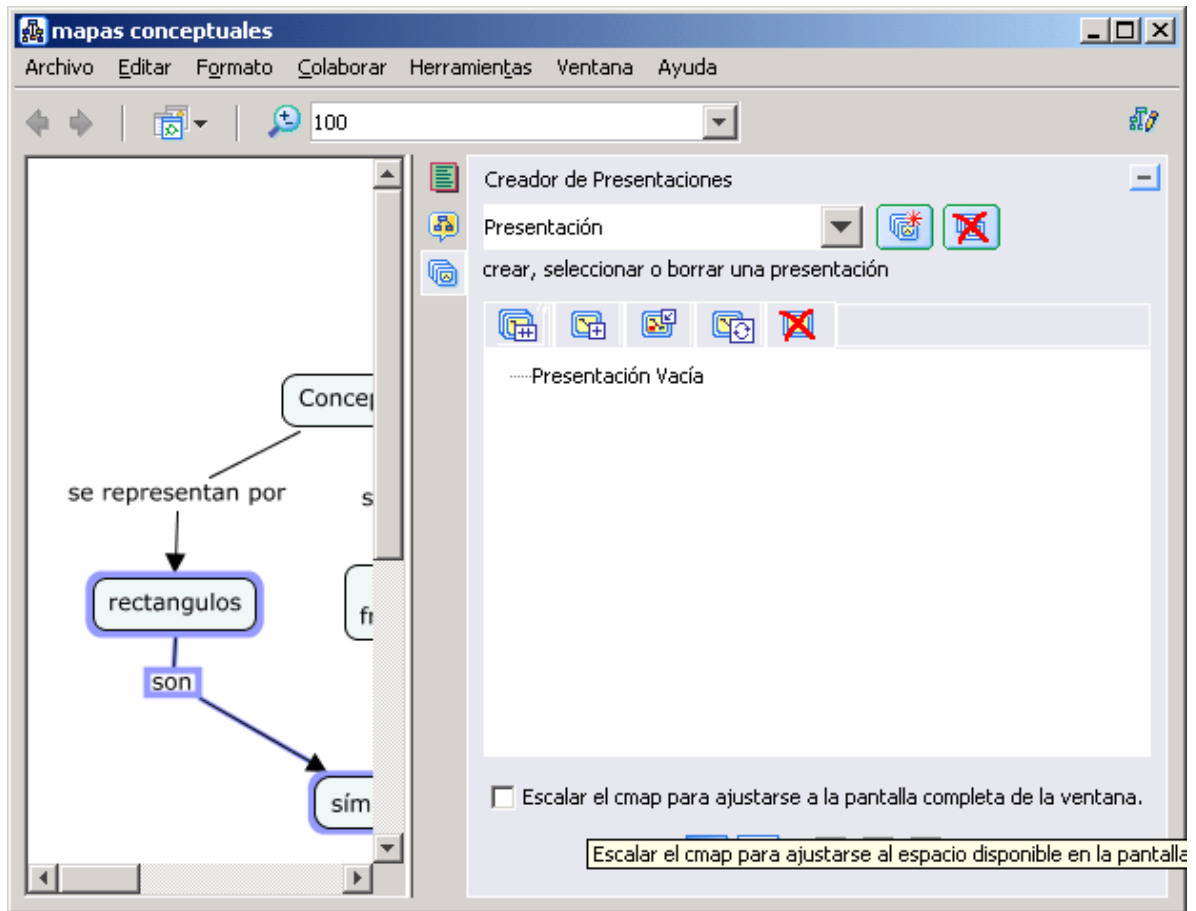 mapas conceptuales
Archivo Editar Formato Colaborar Herramientas Ventana Ayuda
100
Creador de Presentaciones
Presentación
crear, seleccionar o borrar una presentación
Presentación Vacía
se representan por
rectangulos
son
Escalar el cmap para ajustarse a la pantalla completa de la ventana.
Escalar el cmap para ajustarse al espacio disponible en la pantalla